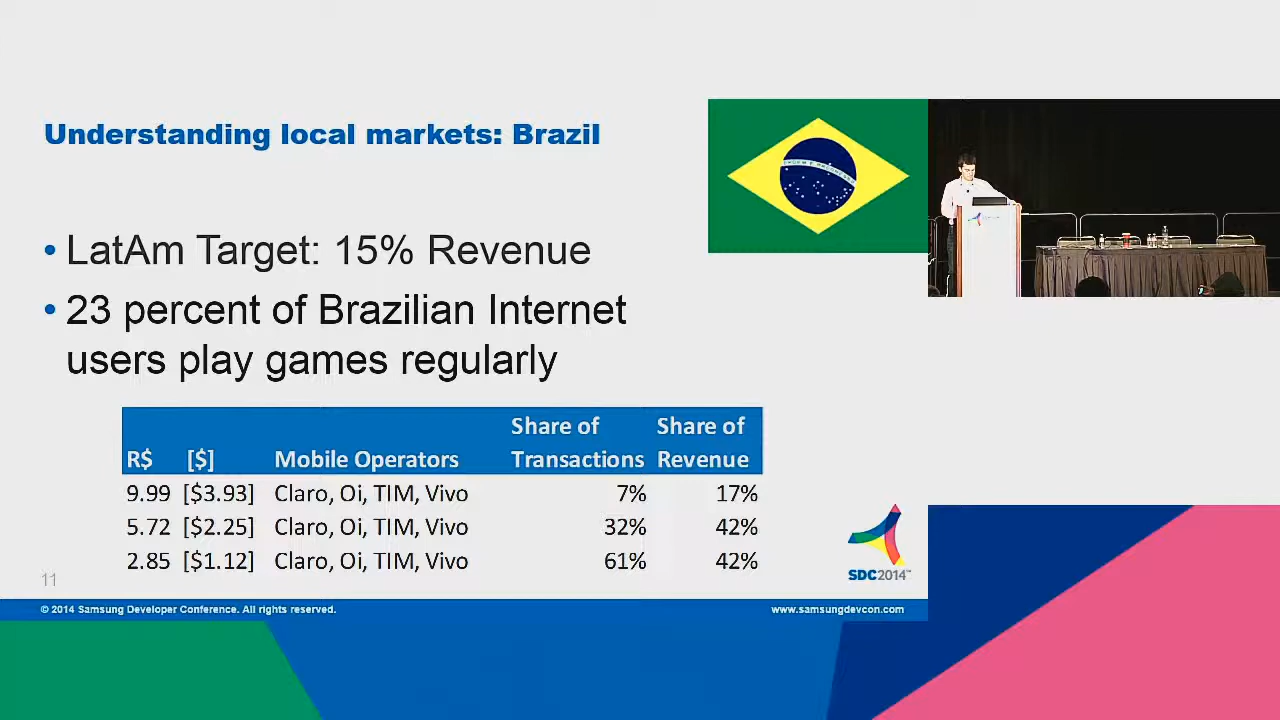 Understanding local markets: Brazil
• LatAm Target: 15% Revenue
• 23 percent of Brazilian Internet
users play games regularly
Share of Share of
R$ [$] Mobile Operators Transactions Revenue
9.99 [$3.93] Claro, Oi, TIM, Vivo 7% 17%
5.72 [$2.25] Claro, Oi, TIM, Vivo 32% 42%
2.85 [$1.12] Claro, Oi, TIM, Vivo 61% 42%
11
SDC2014™
© 2014 Samsung Developer Conference. All rights reserved. www.samsungdevcon.com